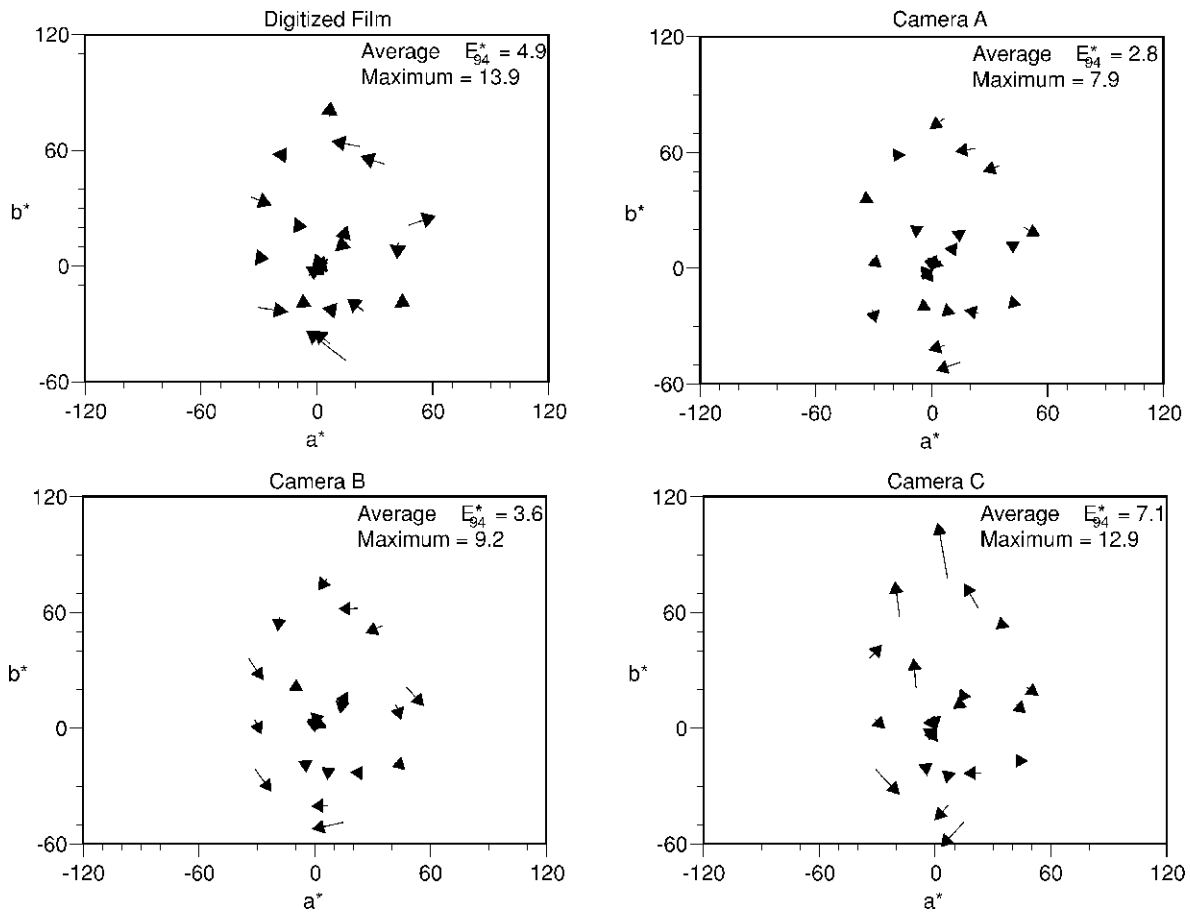 Digitized Film
120
60
b*
0
-60
Average E*94 = 4.9
Maximum = 13.9
-120 -60 0 60 120
a*
Camera A
120
60
b*
0
-60
Average E*94 = 2.8
Maximum = 7.9
-120 -60 0 60 120
a*
Camera B
120
60
b*
0
-60
Average E*94 = 3.6
Maximum = 9.2
-120 -60 0 60 120
a*
Camera C
120
60
b*
0
-60
Average E*94 = 7.1
Maximum = 12.9
-120 -60 0 60 120
a*